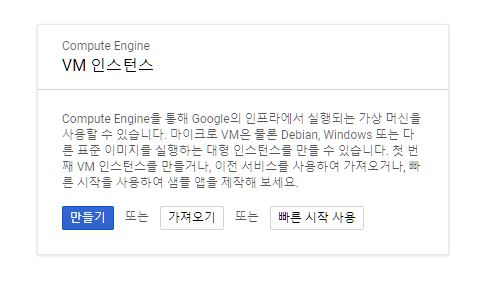 Compute Engine
VM 인스턴스
Compute Engine을 통해 Google의 인프라에서 실행되는 가상 머신을
사용할 수 있습니다. 마이크로 VM은 물론 Debian, Windows 또는 다
른 표준 이미지를 실행하는 대형 인스턴스를 만들 수 있습니다. 첫 번
째 VM 인스턴스를 만들거나, 이전 서비스를 사용하여 가져오거나, 빠
른 시작을 사용하여 샘플 앱을 제작해 보세요.
만들기 또는 가져오기 또는 빠른 시작 사용